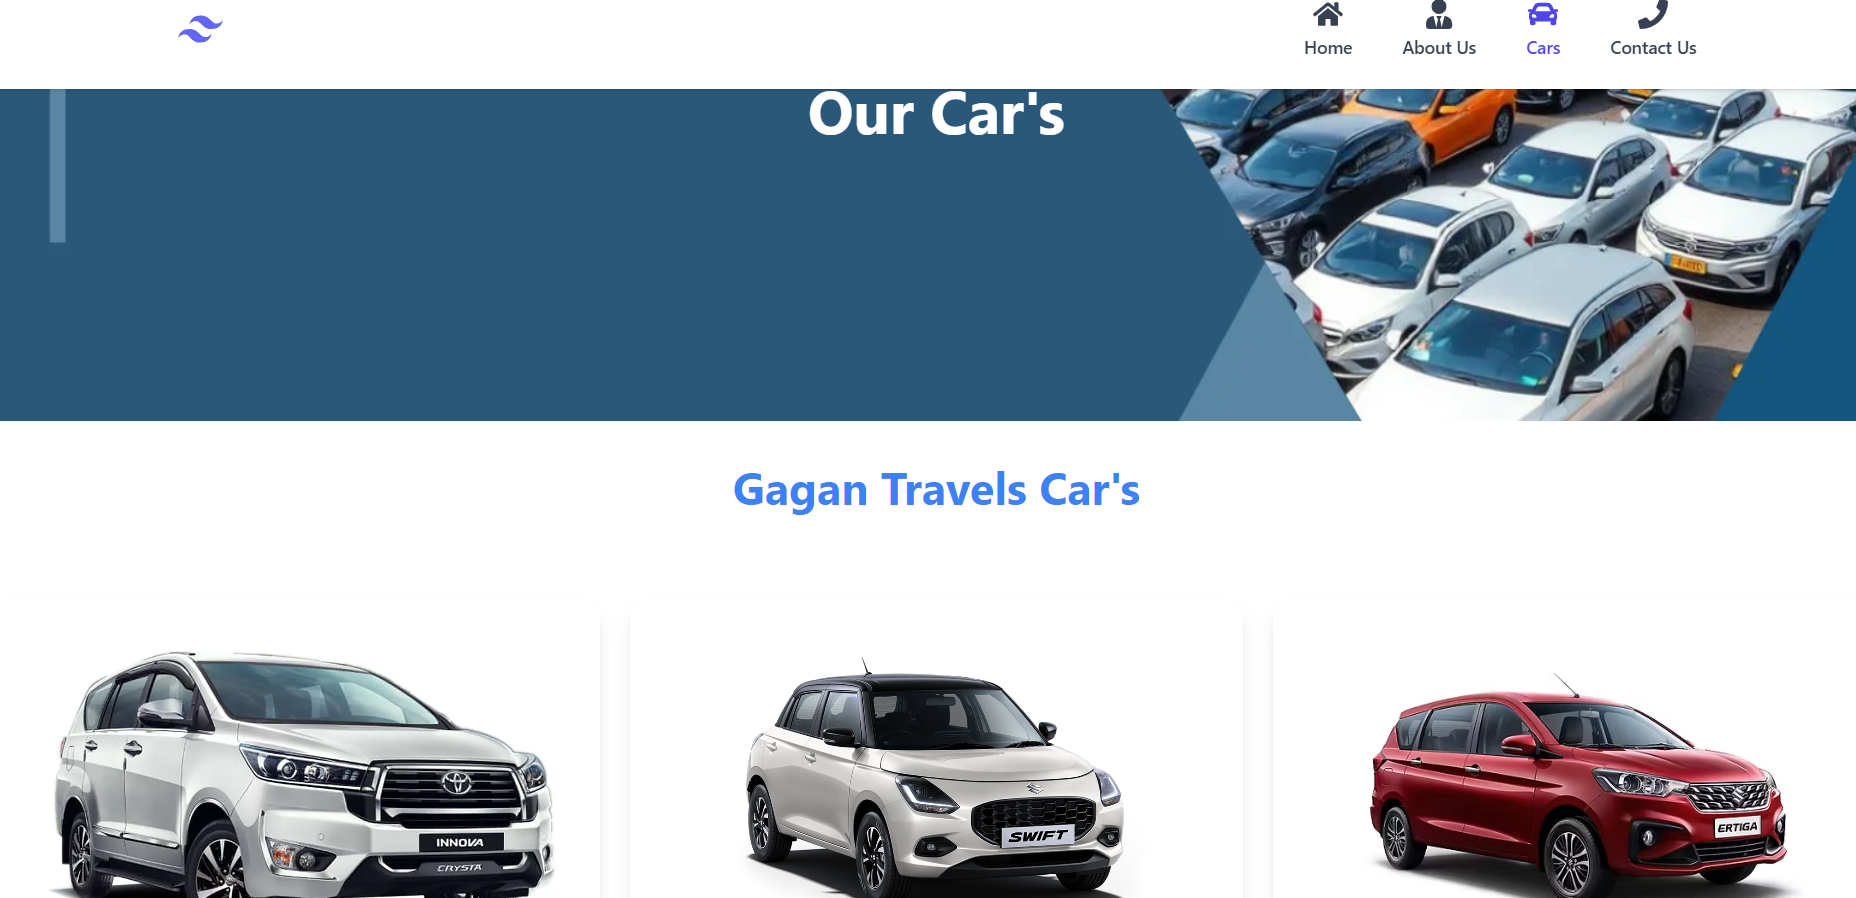 Home About Us Cars Contact Us
Our Car's
Gagan Travels Car's
INNOVA
CRYSTA
SWIFT
ERTIGA